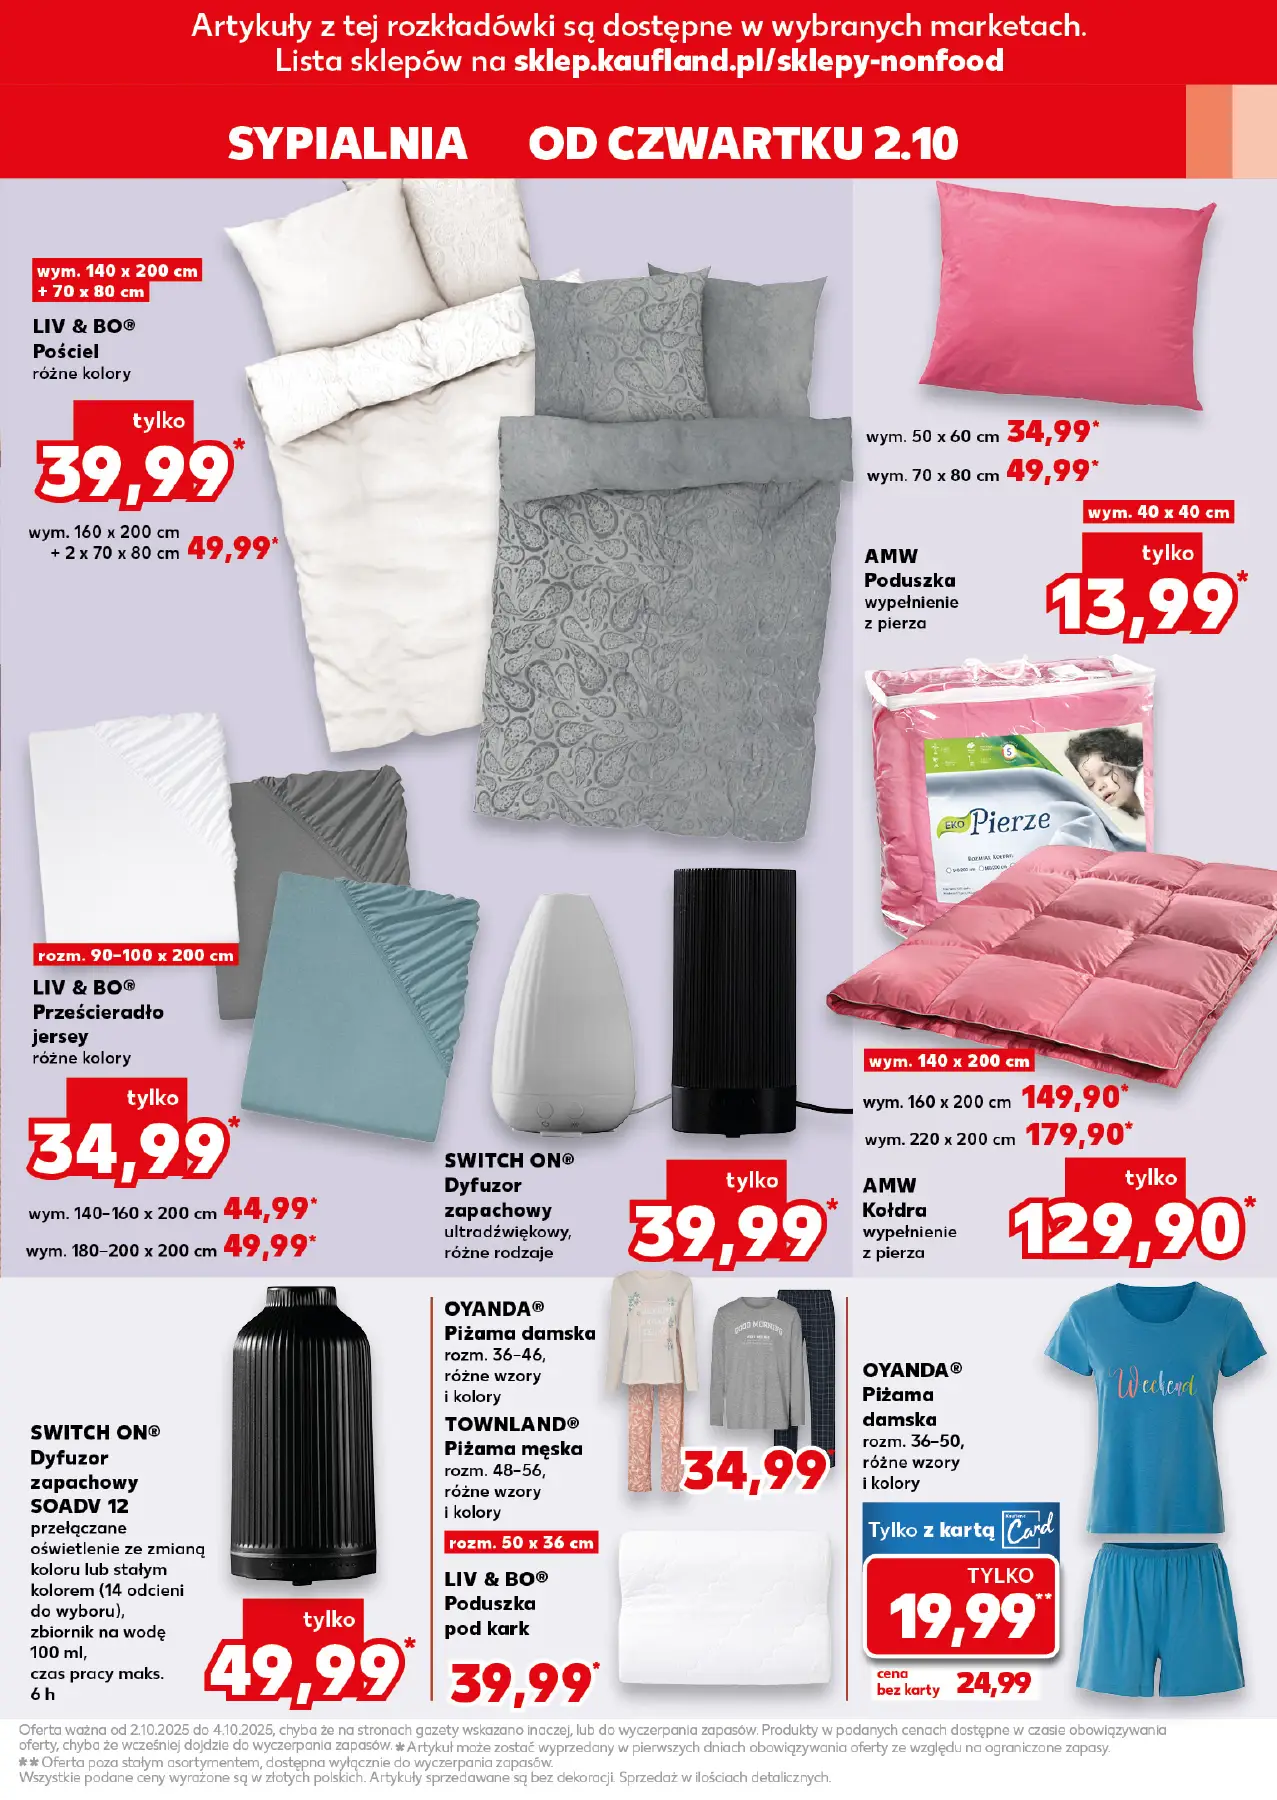 Artykuły z tej rozkładówki są dostępne w wybranych marketach.
Lista sklepów na sklep.kaufland.pl/sklepy-nonfood
SYPIALNIA OD CZWARTKU 2.10
wym. 140 x 200 cm
+ 70 x 80 cm
LIV & BO®
Pościel
różne kolory
tylko
39,99*
wym. 160 x 200 cm
+ 2 x 70 x 80 cm 49,99*
wym. 50 x 60 cm 34,99*
wym. 70 x 80 cm 49,99*
wym. 40 x 40 cm
AMW
Poduszka
wypełnienie
z pierza
tylko
13,99*
EKO Pierze
5
rozm. 90–100 x 200 cm
LIV & BO®
Prześcieradło
jersey
różne kolory
tylko
34,99*
wym. 140–160 x 200 cm 44,99*
wym. 180–200 x 200 cm 49,99*
SWITCH ON®
Dyfuzor
zapachowy
ultradźwiękowy,
różne rodzaje
tylko
39,99*
wym. 140 x 200 cm
wym. 160 x 200 cm 149,90*
wym. 220 x 200 cm 179,90*
AMW
Kołdra
wypełnienie
z pierza
tylko
129,90*
SWITCH ON®
Dyfuzor
zapachowy
SOADV 12
przełączane
oświetlenie ze zmianą
koloru lub stałym
kolorem (14 odcieni
do wyboru),
zbiornik na wodę
100 ml,
czas pracy maks.
6 h
tylko
49,99*
OYANDA®
Piżama damska
rozm. 36–46,
różne wzory
i kolory
TOWNLAND®
Piżama męska
rozm. 48–56,
różne wzory
i kolory
GOOD MORNING
34,99
rozm. 50 x 36 cm
LIV & BO®
Poduszka
pod kark
39,99*
OYANDA®
Piżama
damska
rozm. 36–50,
różne wzory
i kolory
Weekend
Tylko z kartą Kaufland Card
TYLKO
19,99**
cena
bez karty 24,99
Oferta ważna od 2.10.2025 do 4.10.2025, chyba że na stronach gazety wskazano inaczej, lub do wyczerpania zapasów. Produkty w podanych cenach dostępne w czasie obowiązywania
oferty, chyba że wcześniej dojdzie do wyczerpania zapasów. * Artykuł może zostać wyprzedany w pierwszych dniach obowiązywania oferty ze względu na ograniczone zapasy.
** Oferta poza stałym asortymentem, dostępna wyłącznie do wyczerpania zapasów.
Wszystkie podane ceny wyrażone są w złotych polskich. Artykuły sprzedawane są bez dekoracji. Sprzedaż w ilościach detalicznych.